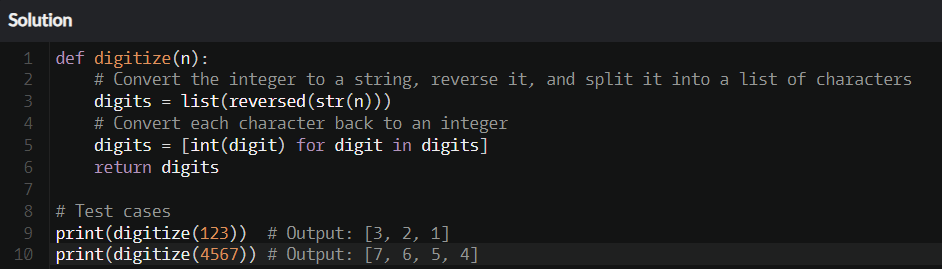 Solution
1 def digitize(n):
2     # Convert the integer to a string, reverse it, and split it into a list of characters
3     digits = list(reversed(str(n)))
4     # Convert each character back to an integer
5     digits = [int(digit) for digit in digits]
6     return digits
7
8 # Test cases
9 print(digitize(123))  # Output: [3, 2, 1]
10 print(digitize(4567)) # Output: [7, 6, 5, 4]